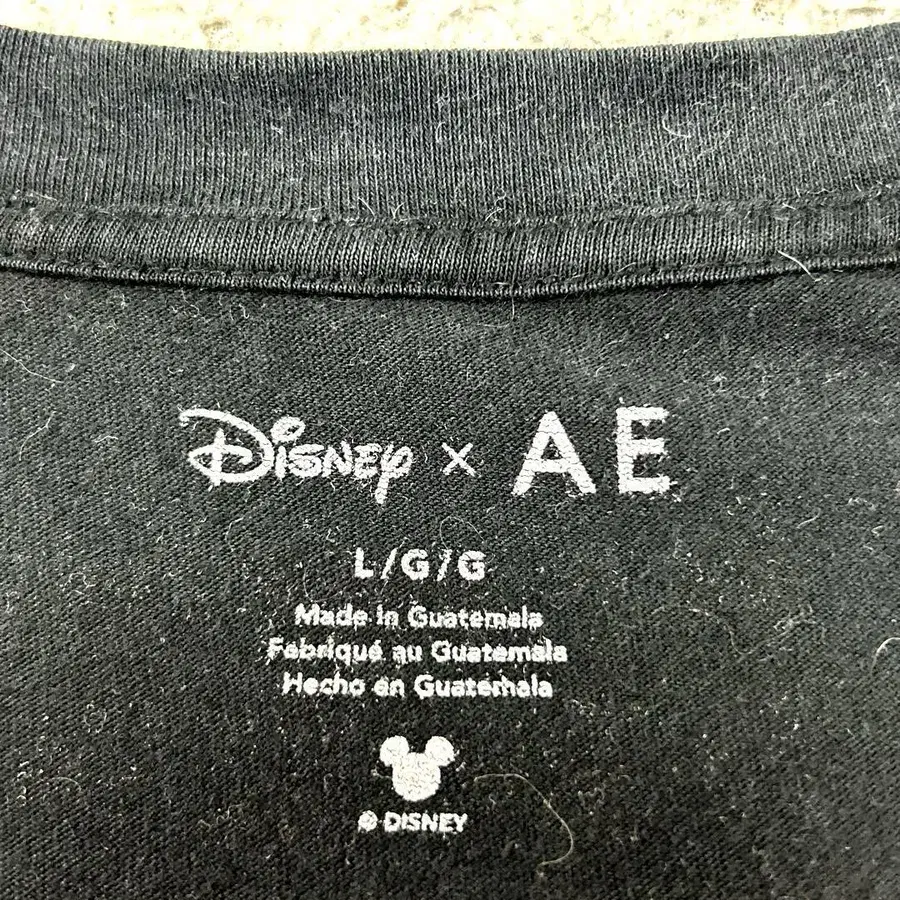 Disney × AE
L/G/G
Made in Guatemala
Fabriqué au Guatemala
Hecho en Guatemala
© DISNEY